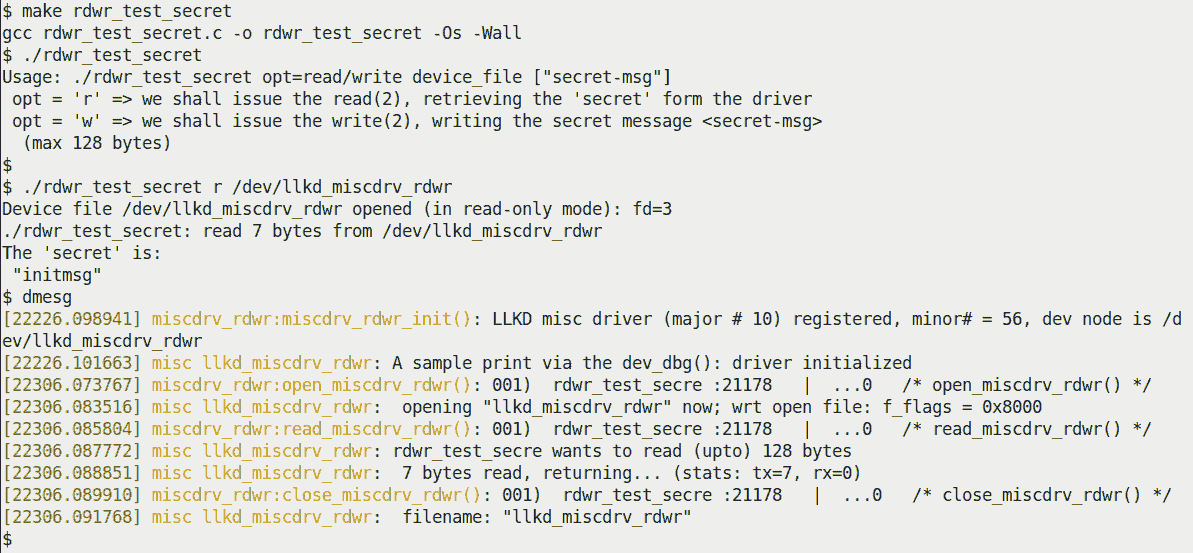 $ make rdwr_test_secret
gcc rdwr_test_secret.c -o rdwr_test_secret -Os -Wall
$ ./rdwr_test_secret
Usage: ./rdwr_test_secret opt=read/write device_file ["secret-msg"]
 opt = 'r' => we shall issue the read(2), retrieving the 'secret' form the driver
 opt = 'w' => we shall issue the write(2), writing the secret message <secret-msg>
  (max 128 bytes)
$
$ ./rdwr_test_secret r /dev/llkd_miscdrv_rdwr
Device file /dev/llkd_miscdrv_rdwr opened (in read-only mode): fd=3
./rdwr_test_secret: read 7 bytes from /dev/llkd_miscdrv_rdwr
The 'secret' is:
 "initmsg"
$ dmesg
[22226.098941] miscdrv_rdwr:miscdrv_rdwr_init(): LLKD misc driver (major # 10) registered, minor# = 56, dev node is /d
ev/llkd_miscdrv_rdwr
[22226.101663] misc llkd_miscdrv_rdwr: A sample print via the dev_dbg(): driver initialized
[22306.073767] miscdrv_rdwr:open_miscdrv_rdwr(): 001)  rdwr_test_secre :21178   |  ...0   /* open_miscdrv_rdwr() */
[22306.083516] misc llkd_miscdrv_rdwr:  opening "llkd_miscdrv_rdwr" now; wrt open file: f_flags = 0x8000
[22306.085804] miscdrv_rdwr:read_miscdrv_rdwr(): 001)  rdwr_test_secre :21178   |  ...0   /* read_miscdrv_rdwr() */
[22306.087772] misc llkd_miscdrv_rdwr: rdwr_test_secre wants to read (upto) 128 bytes
[22306.088851] misc llkd_miscdrv_rdwr:  7 bytes read, returning... (stats: tx=7, rx=0)
[22306.089910] miscdrv_rdwr:close_miscdrv_rdwr(): 001)  rdwr_test_secre :21178   |  ...0   /* close_miscdrv_rdwr() */
[22306.091768] misc llkd_miscdrv_rdwr:  filename: "llkd_miscdrv_rdwr"
$